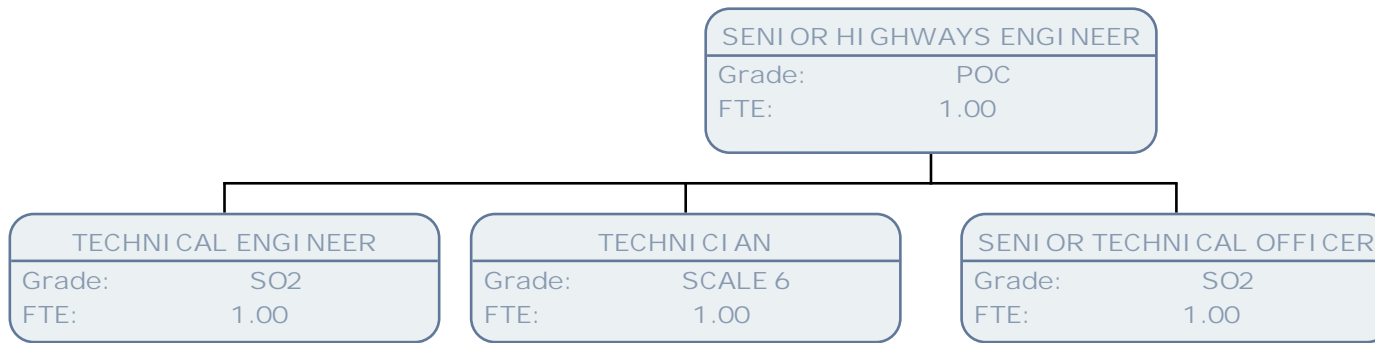 SENIOR HIGHWAYS ENGINEER
Grade: POC
FTE: 1.00
TECHNICAL ENGINEER
Grade: SO2
FTE: 1.00
TECHNICIAN
Grade: SCALE 6
FTE: 1.00
SENIOR TECHNICAL OFFICER
Grade: SO2
FTE: 1.00